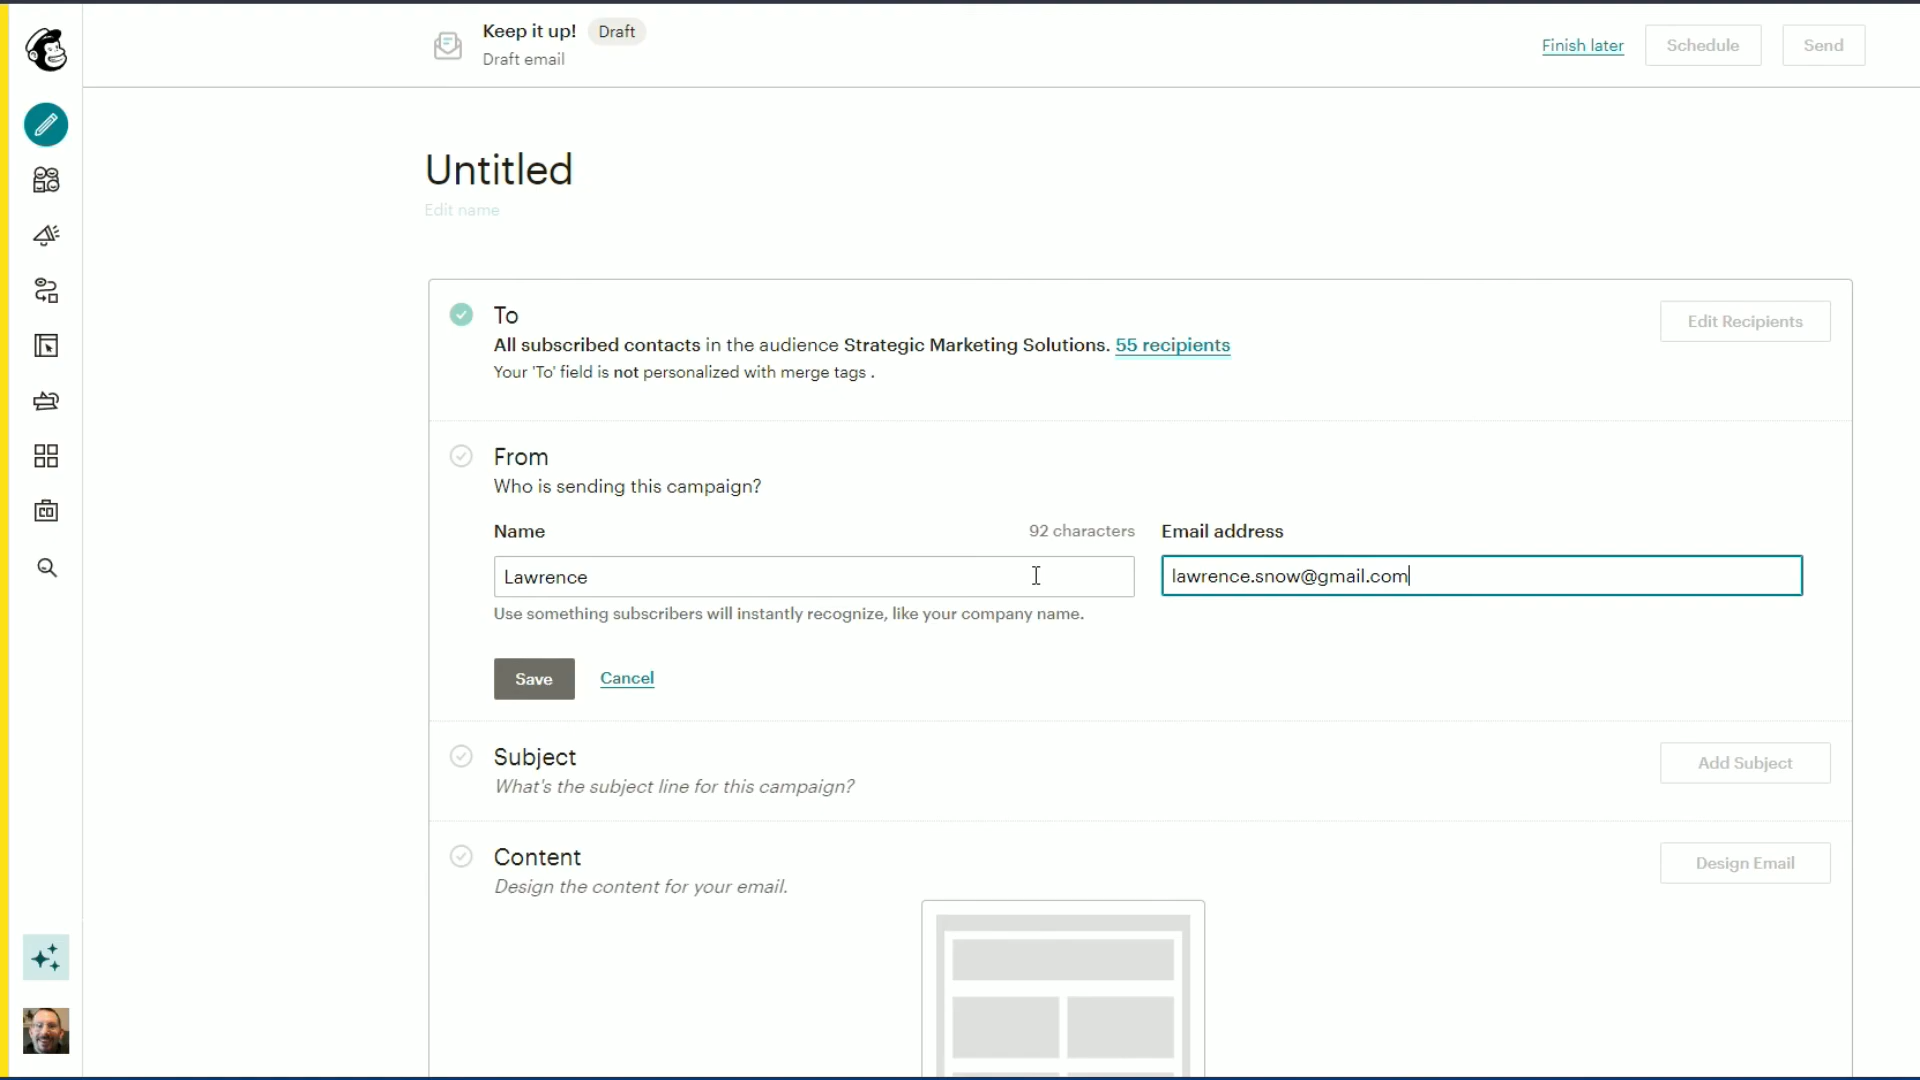 Keep it up! Draft
Draft email
Finish later
Schedule
Send
Untitled
Edit name
To
All subscribed contacts in the audience Strategic Marketing Solutions. 55 recipients
Your 'To' field is not personalized with merge tags .
Edit Recipients
From
Who is sending this campaign?
Name
92 characters
Email address
Lawrence
lawrence.snow@gmail.com
Use something subscribers will instantly recognize, like your company name.
Save
Cancel
Subject
What's the subject line for this campaign?
Add Subject
Content
Design the content for your email.
Design Email